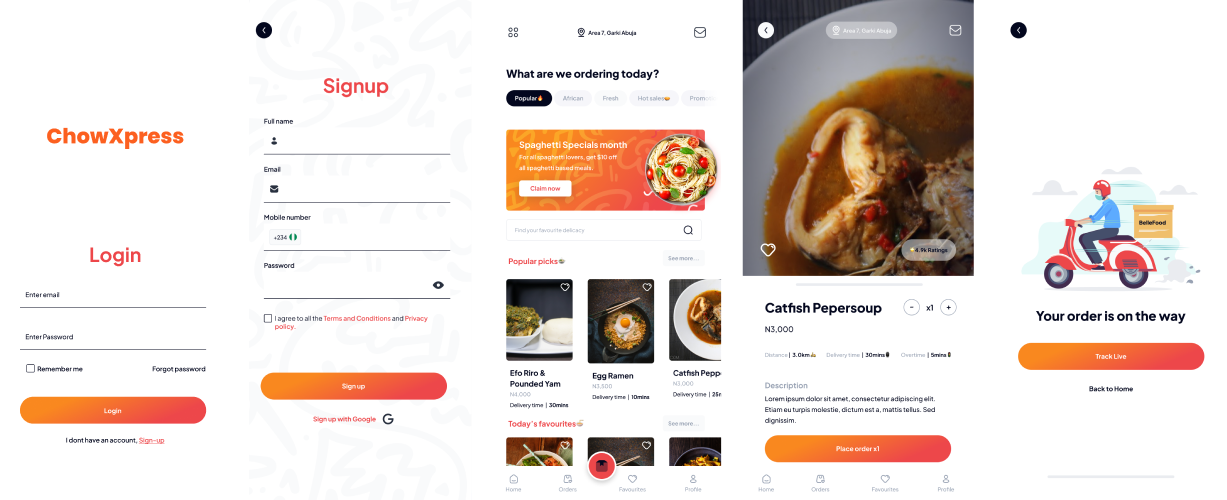 ChowXpress
Login
Enter email
Enter Password
Remember me
Forgot password
Login
I dont have an account, Sign-up
Signup
Full name
Email
Mobile number
+234
Password
I agree to all the Terms and Conditions and Privacy
policy.
Sign up
Sign up with Google
Area 7, Garki Abuja
What are we ordering today?
Popular
African
Fresh
Hot sales
Prom
Spaghetti Specials month
For all spaghetti lovers, get $10 off
all spaghetti based meals.
Claim now
Find your favourite delicacy
Popular picks
See more...
Efo Riro &
Pounded Yam
N4,000
Delivery time | 30mins
Egg Ramen
N3,500
Delivery time | 10mins
Catfish Peppe
N3,000
Delivery time | 25r
Today's favourites
See more...
Home
Orders
Favourites
Profile
Area 7, Garki Abuja
4.9k Ratings
Catfish Pepersoup
x1
N3,000
Distance | 3.0km
Delivery time | 30mins
Overtime | 5mins
Description
Lorem ipsum dolor sit amet, consectetur adipiscing elit.
Etiam eu turpis molestie, dictum est a, mattis tellus. Sed
dignissim.
Place order x1
Home
Orders
Favourites
Profile
BelleFood
Your order is on the way
Track Live
Back to Home